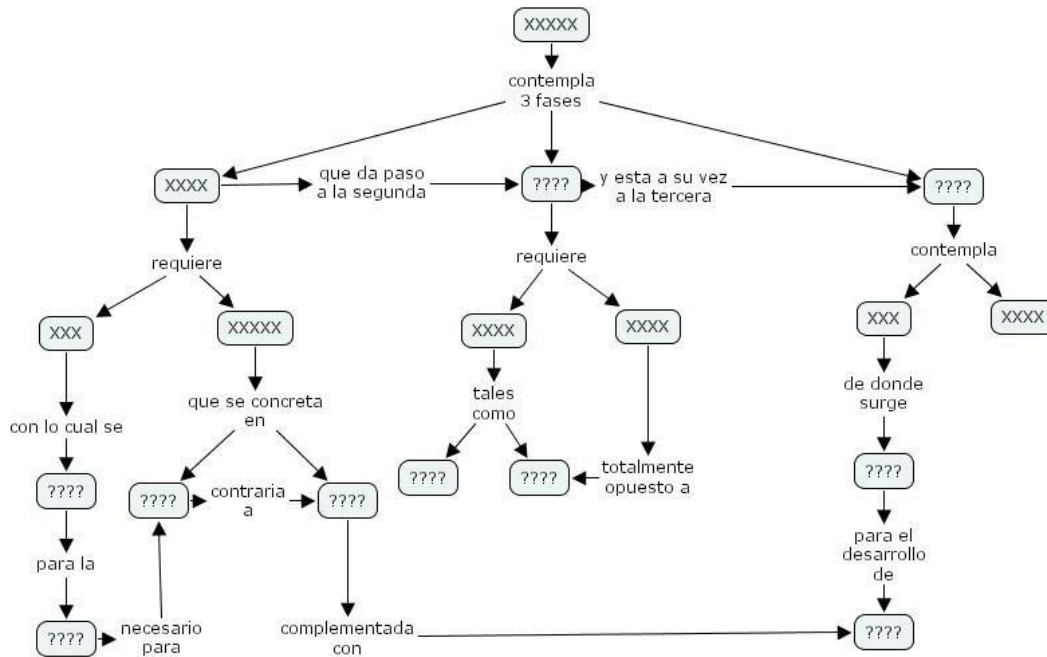 XXXXX
contempla
3 fases
XXXX
que da paso
a la segunda
????
y esta a su vez
a la tercera
????
requiere
requiere
contempla
XXX
XXXXX
XXXX
XXXX
XXX
XXXX
con lo cual se
que se concreta
en
tales
como
de donde
surge
????
????
contraria
a
????
????
????
totalmente
opuesto a
????
para la
para el
desarrollo
de
????
necesario
para
complementada
con
????